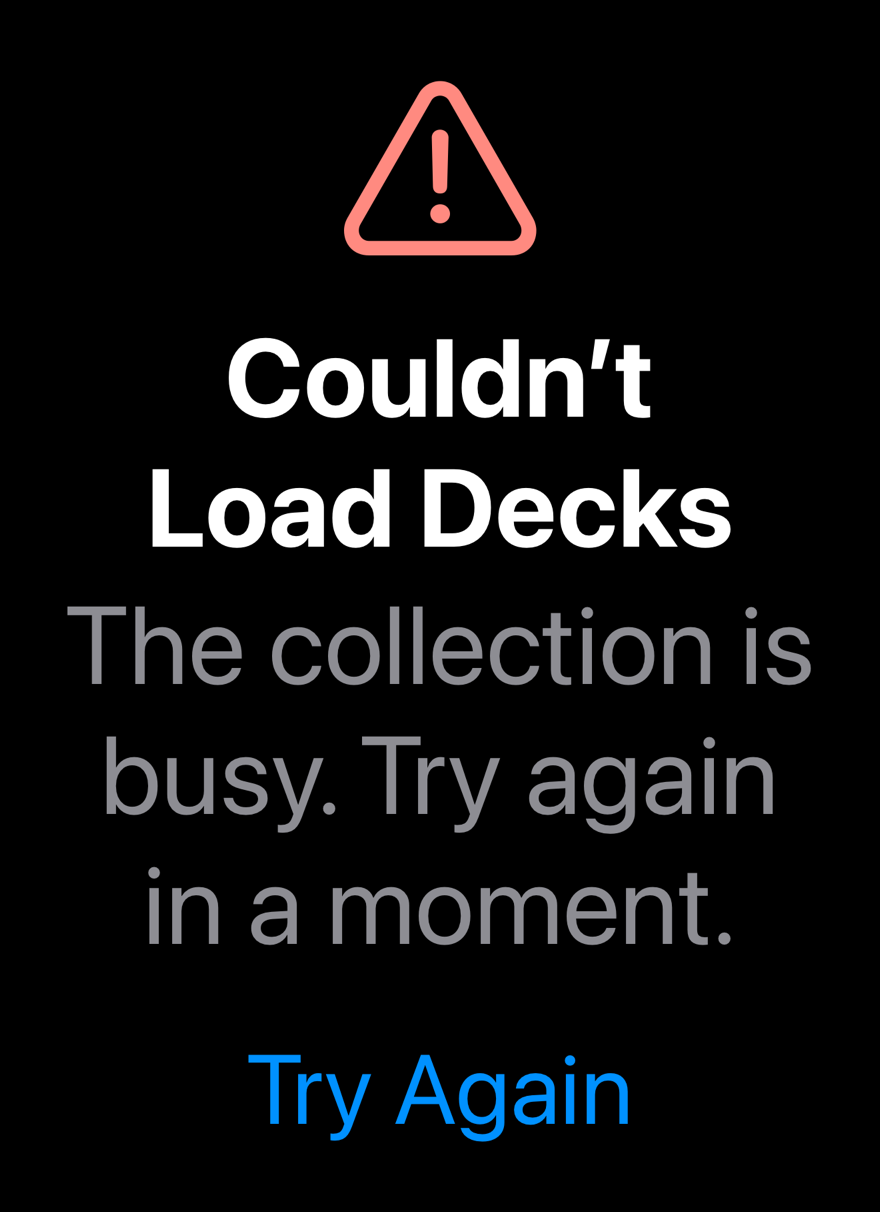 Couldn’t
Load Decks
The collection is
busy. Try again
in a moment.
Try Again